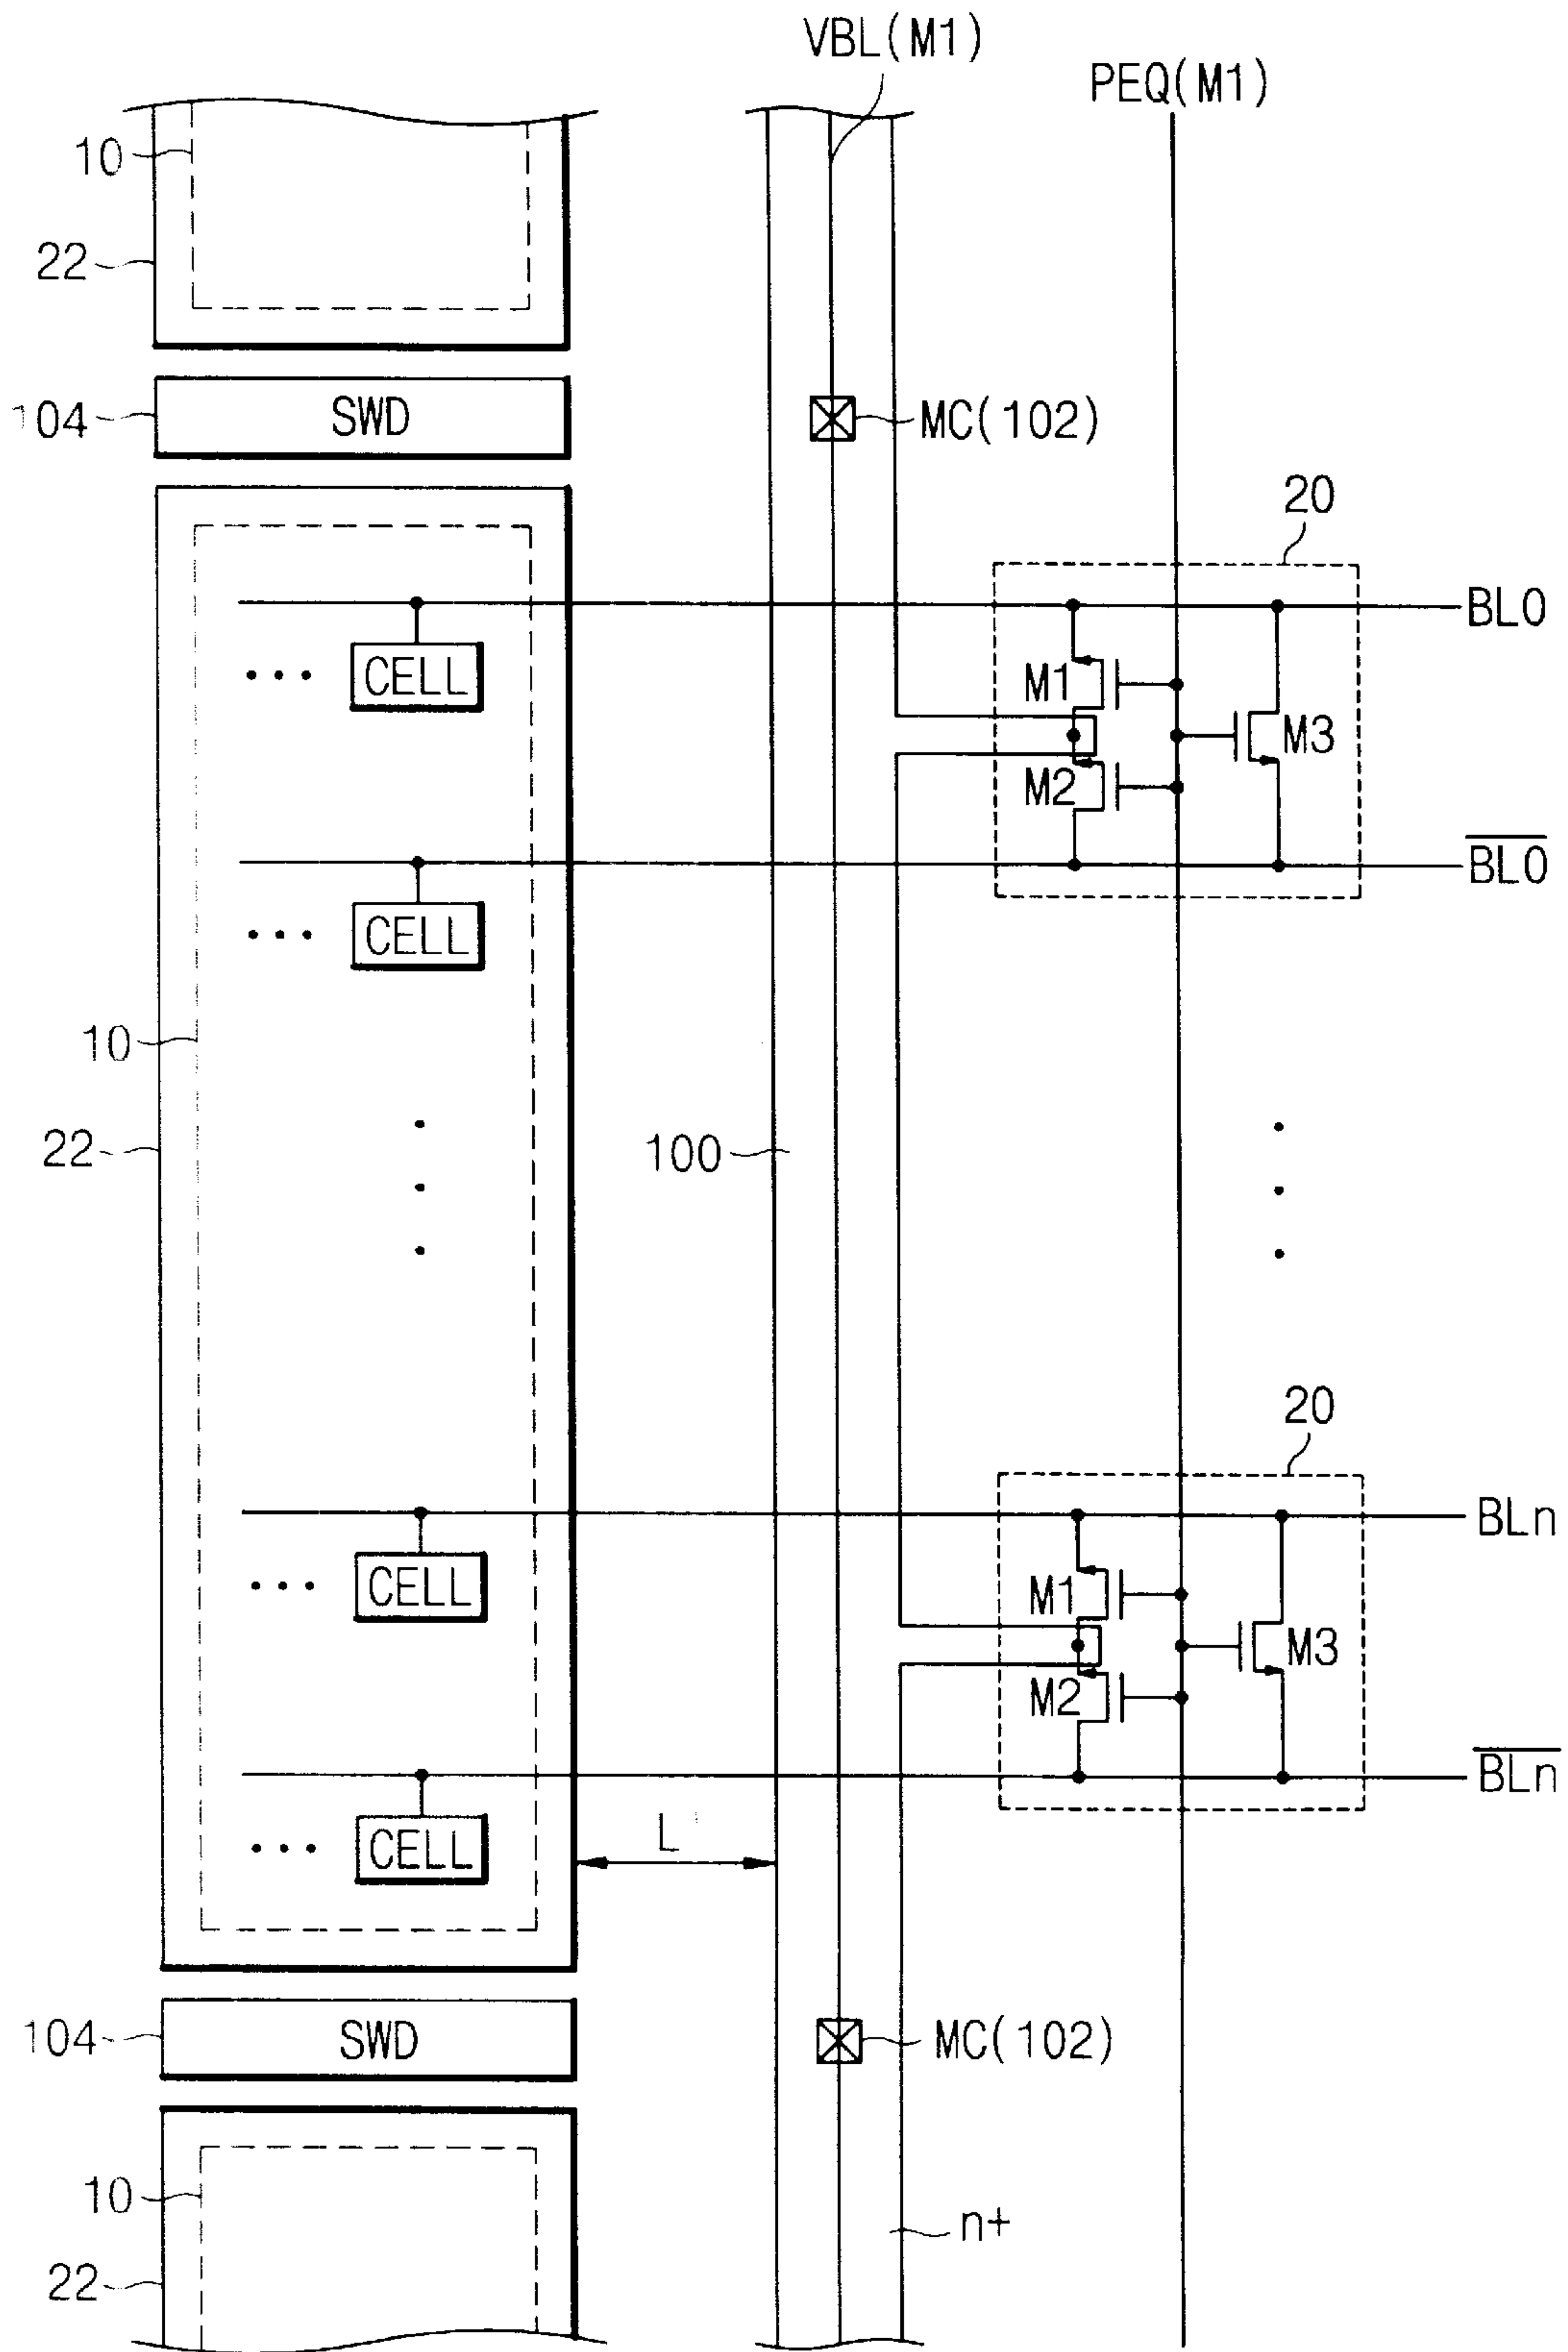 VBL(M1)
PEQ(M1)
10
22
104
SWD
MC(102)
20
BL0
CELL
M1
M3
M2
BL0
CELL
10
22
100
20
BLn
CELL
M1
M3
M2
BLn
L
CELL
104
SWD
MC(102)
10
n+
22